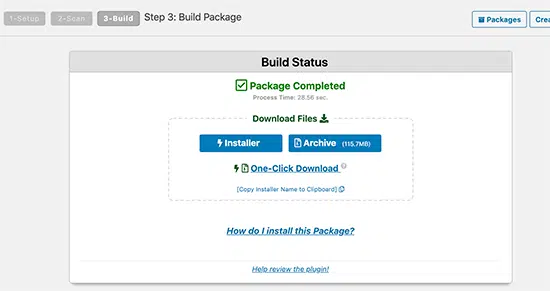 1-Setup 2-Scan 3-Build Step 3: Build Package Packages Crea
Build Status
Package Completed
Process Time: 28.56 sec.
Download Files
Installer Archive (115.7MB)
One-Click Download ?
[Copy Installer Name to Clipboard]
How do I install this Package?
Help review the plugin!